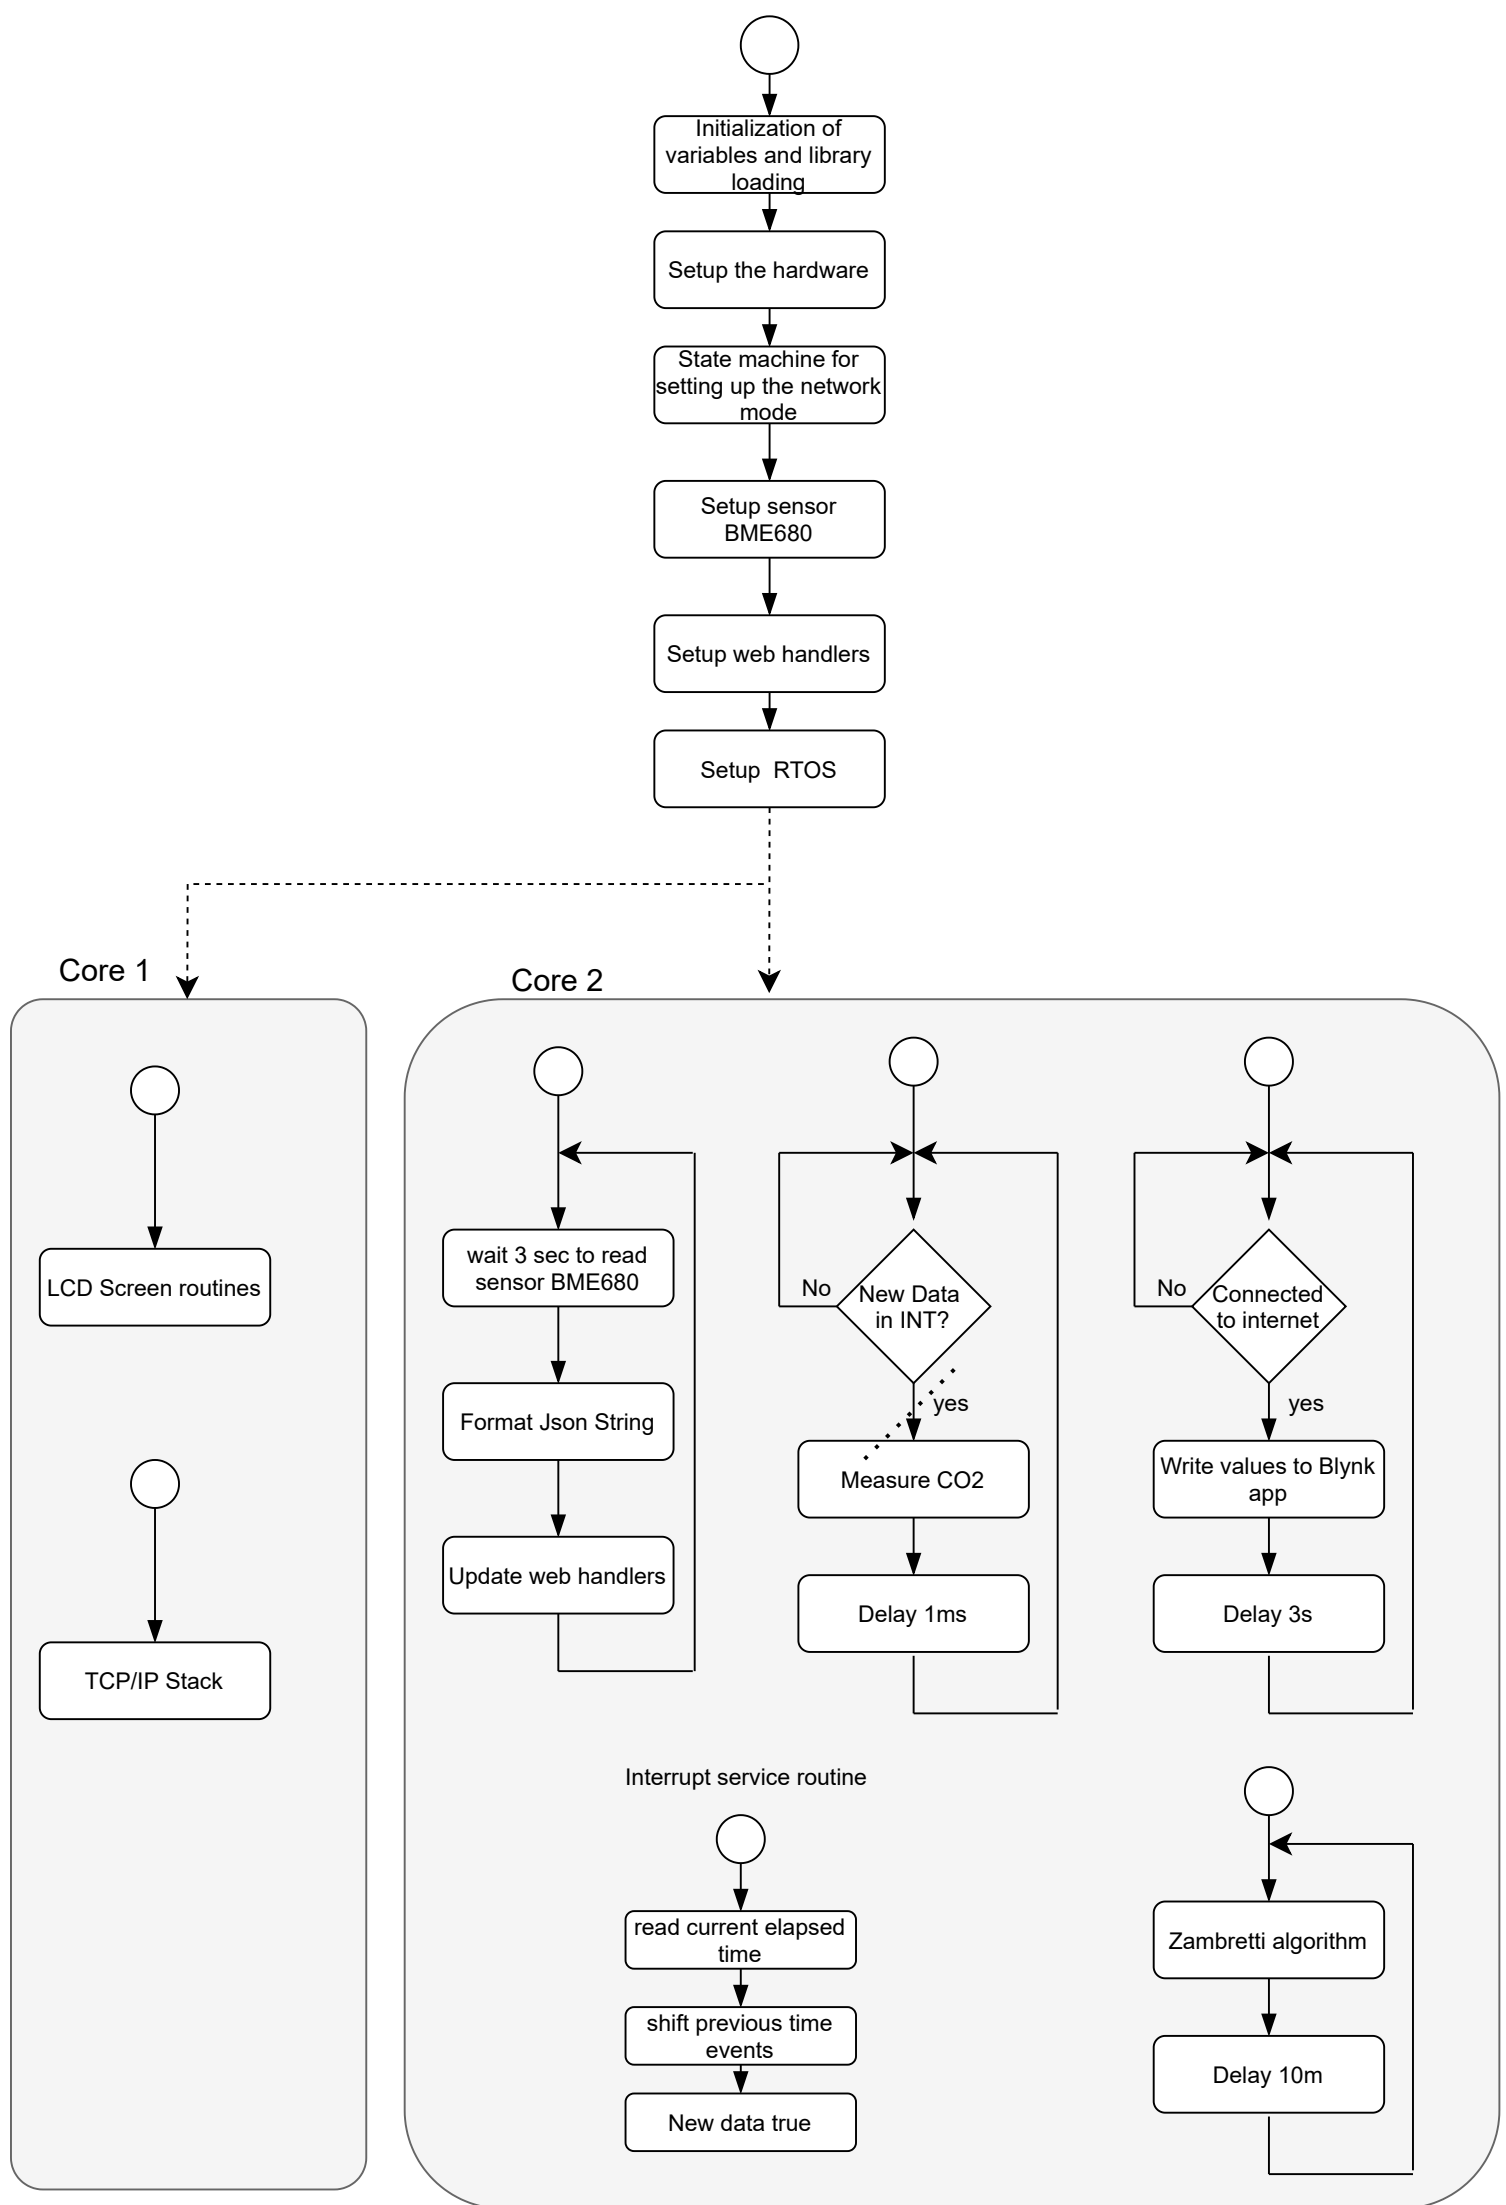 Initialization of
variables and library
loading
Setup the hardware
State machine for
setting up the network
mode
Setup sensor
BME680
Setup web handlers
Setup  RTOS
Core 1
LCD Screen routines
TCP/IP Stack
Core 2
wait 3 sec to read
sensor BME680
Format Json String
Update web handlers
No
New Data
in INT?
yes
Measure CO2
Delay 1ms
No
Connected
to internet
yes
Write values to Blynk
app
Delay 3s
Interrupt service routine
read current elapsed
time
shift previous time
events
New data true
Zambretti algorithm
Delay 10m